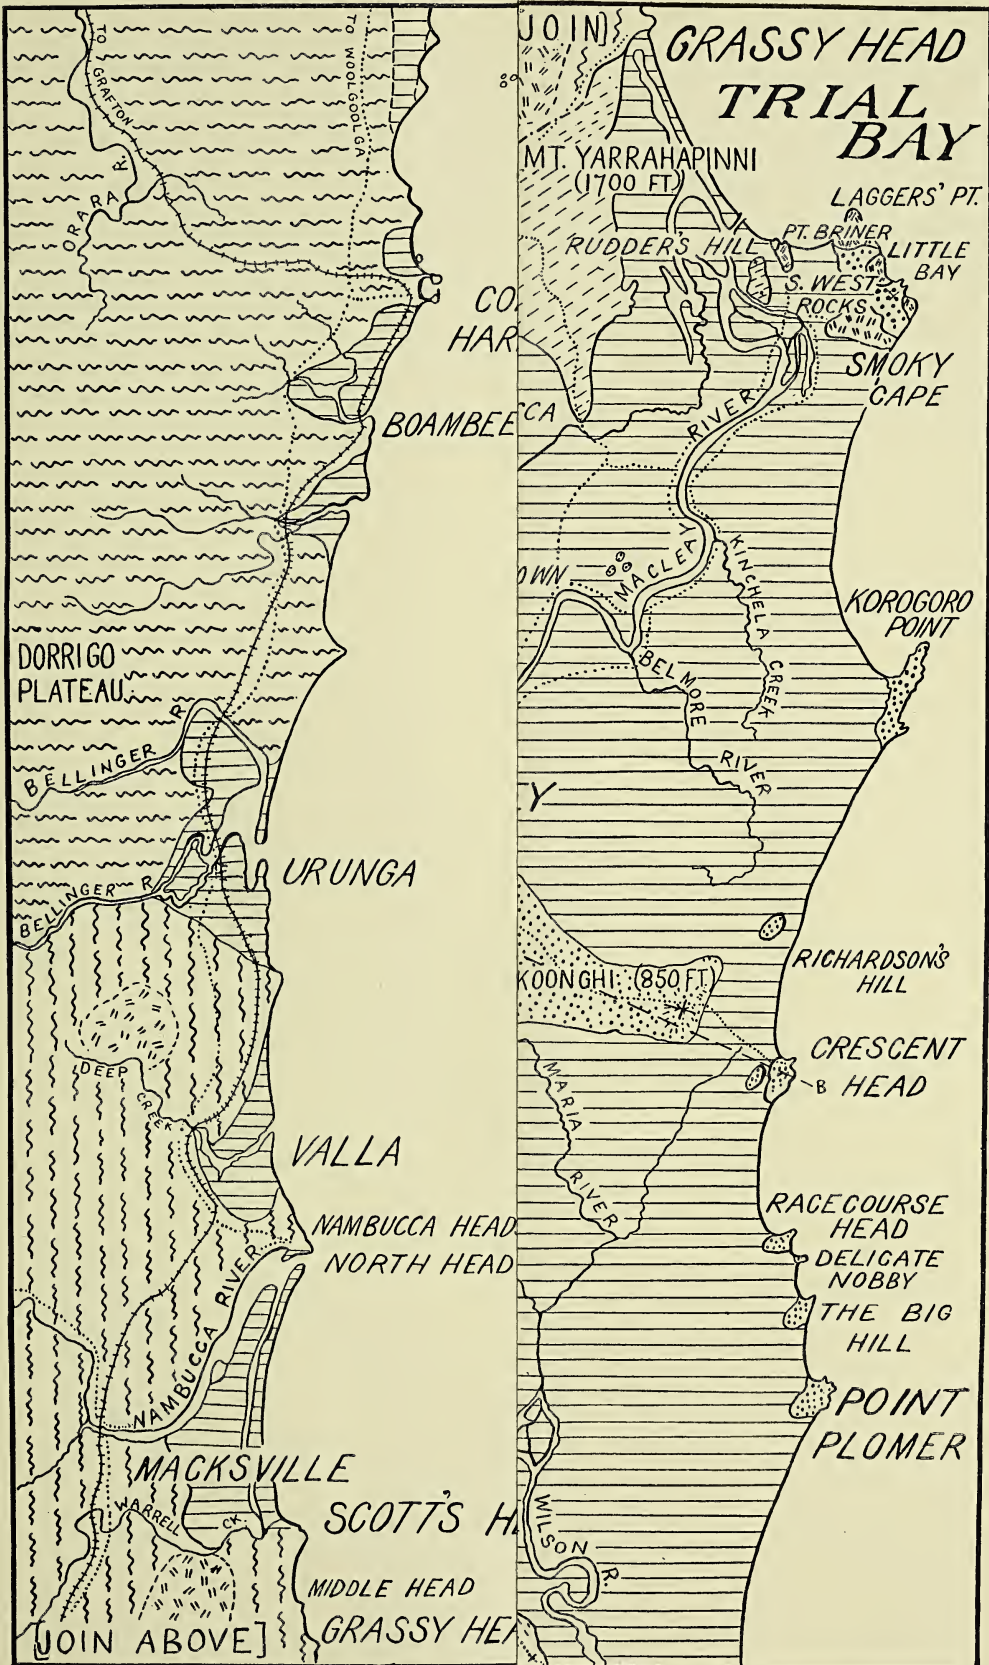 TO GRAFTON
TO WOOLGOOLGA
ORARA R.
CO
HAR
BOAMBEE
DORRIGO
PLATEAU
BELLINGER R
URUNGA
BELLINGER R.
DEEP
CREEK
VALLA
NAMBUCCA HEAD
NORTH HEAD
NAMBUCCA RIVER
MACKSVILLE
SCOTT'S H
WARRELL CK.
MIDDLE HEAD
GRASSY HEA
[JOIN ABOVE]
JOIN]
GRASSY HEAD
TRIAL
BAY
MT. YARRAHAPINNI
(1700 FT.)
LAGGERS' PT.
PT. BRINER
RUDDER'S HILL
LITTLE
BAY
S. WEST
ROCKS
SMOKY
CAPE
CCA
MACLEAY RIVER
OWN
KINCHELA
CREEK
KOROGORO
POINT
BELMORE
RIVER
Y
RICHARDSON'S
HILL
KOONGHI (850 FT)
CRESCENT
B HEAD
MARIA
RIVER
RACECOURSE
HEAD
DELICATE
NOBBY
THE BIG
HILL
POINT
PLOMER
WILSON R.